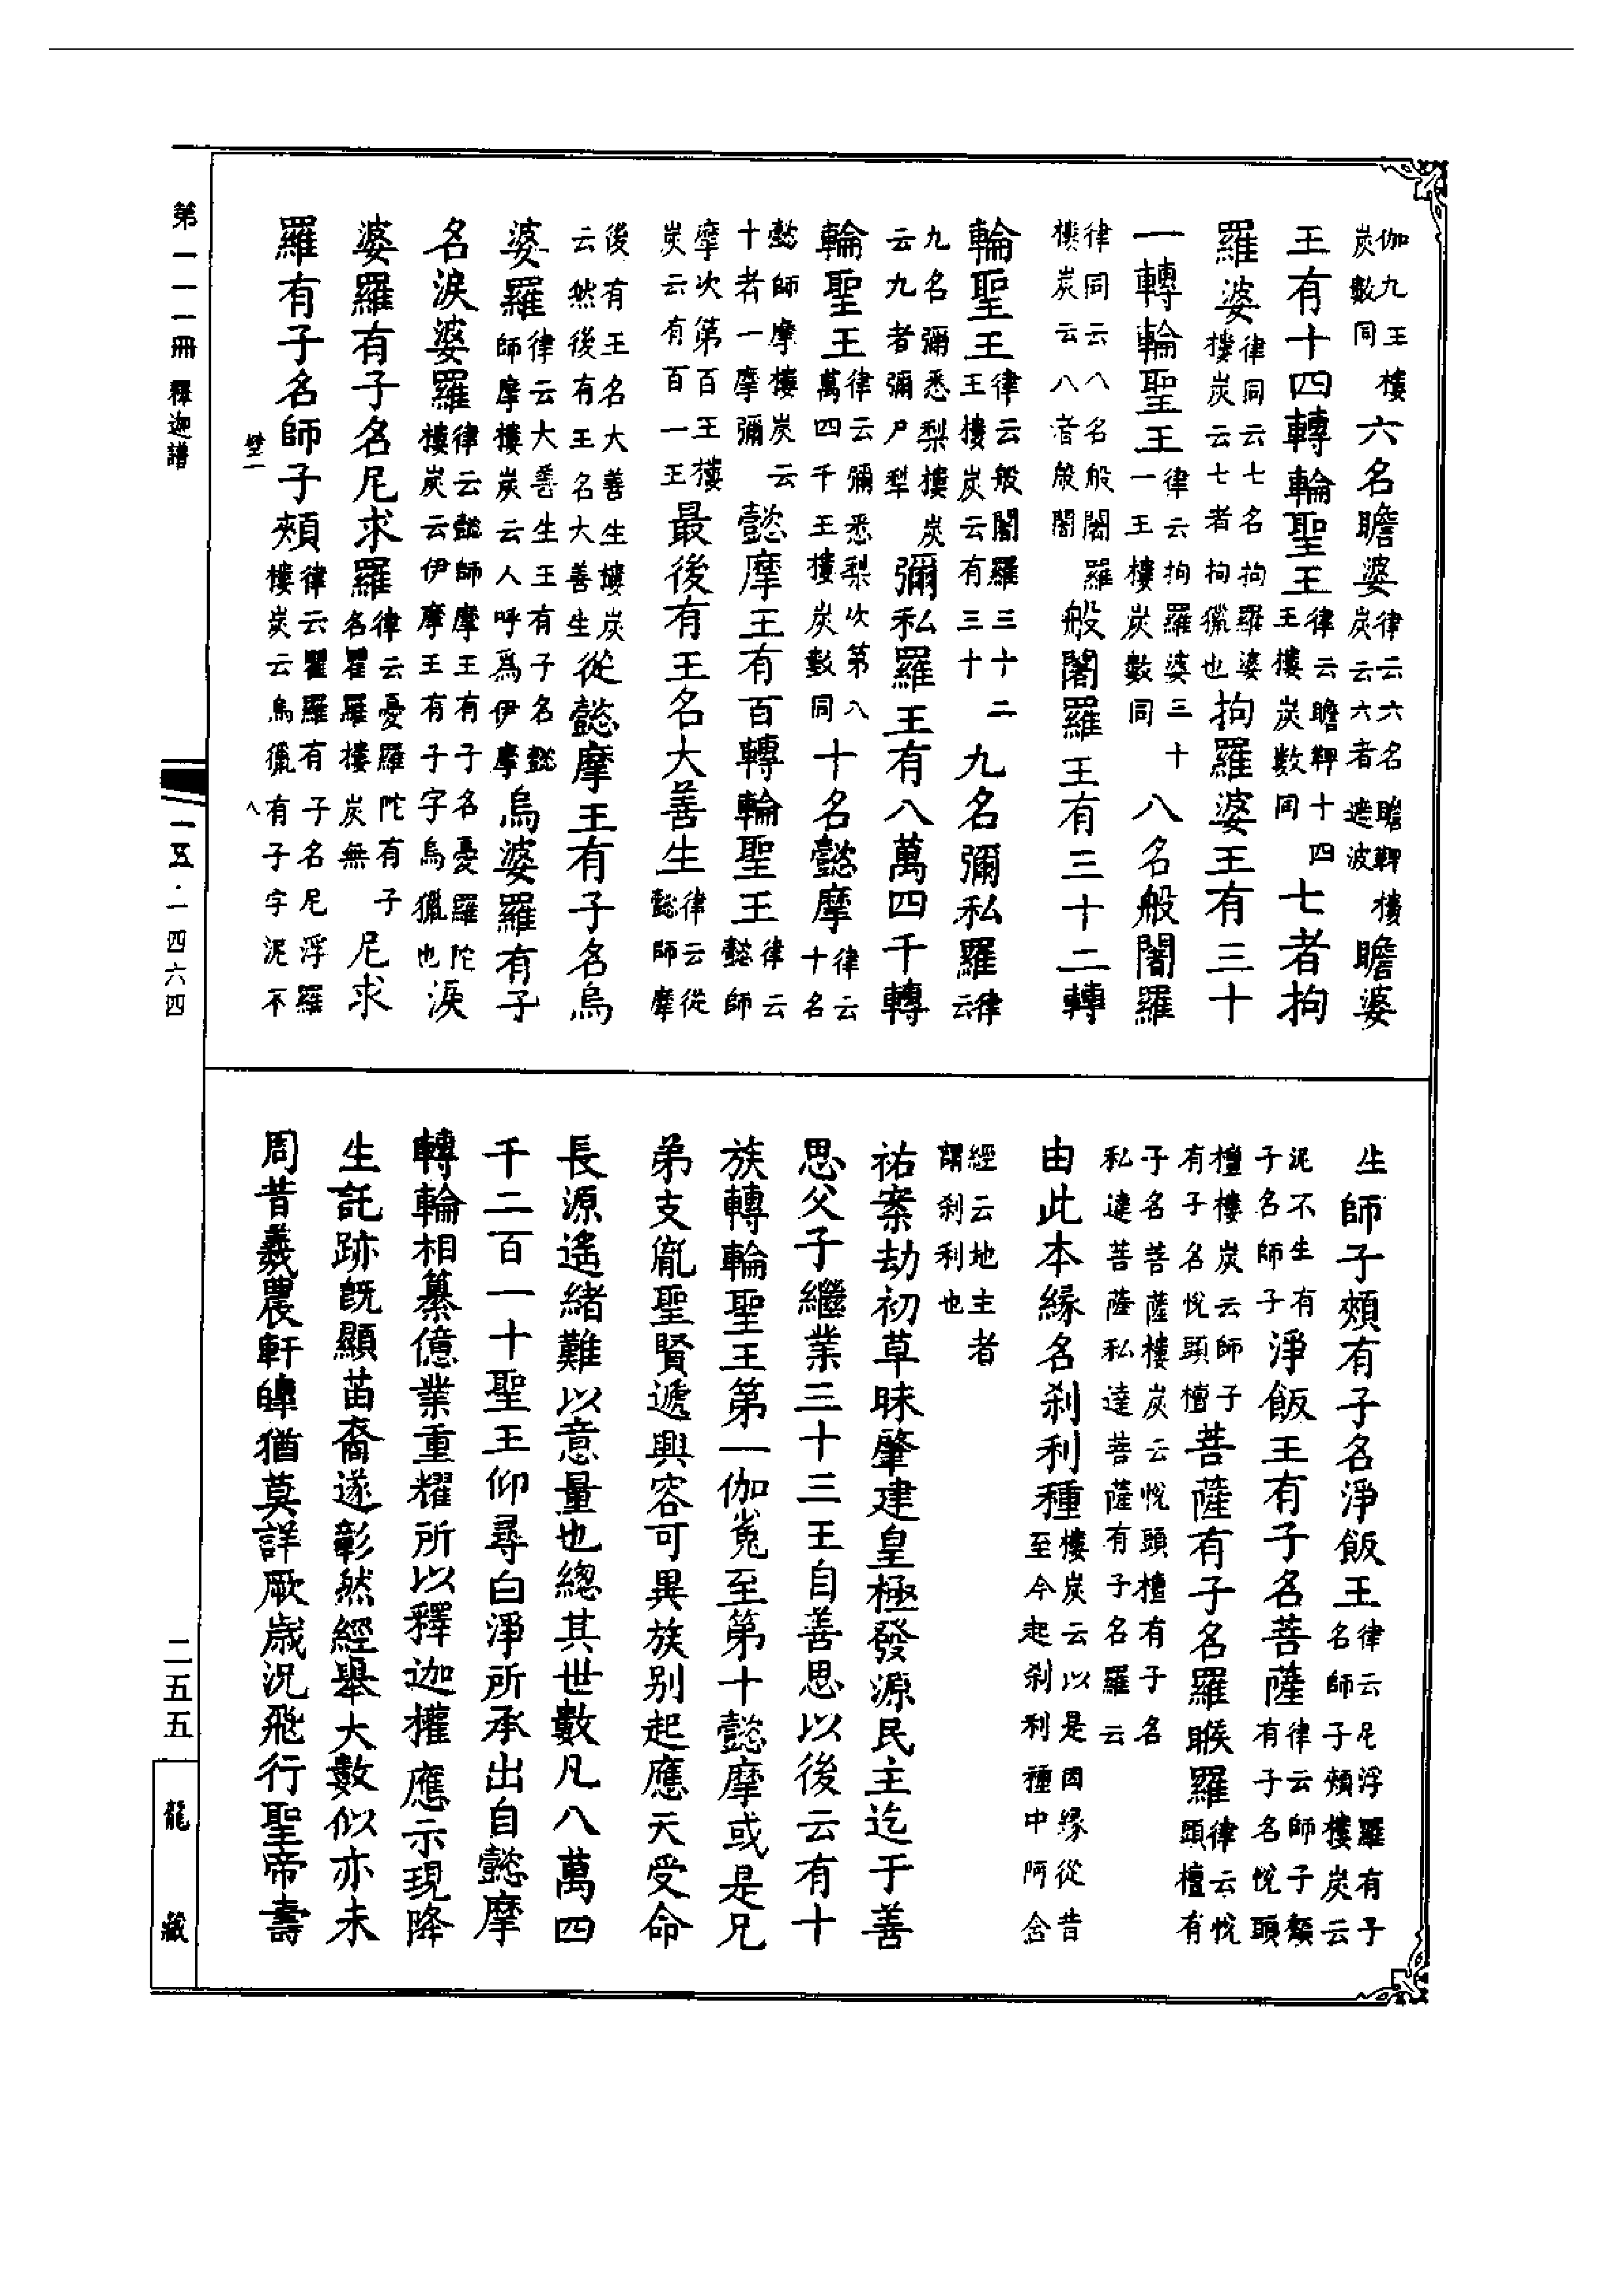 伽九王樓炭數同六名瞻婆律云六名瞻鞞樓炭云六者遮波瞻婆
王有十四轉輪聖王律云瞻鞞十四王樓炭數同七者拘
羅婆律同云七名拘羅婆樓炭云七者拘獵也拘羅婆王有三十
一轉輪聖王律云拘羅婆三十一王樓炭數同八名般闍羅
律同云八名般闍羅樓炭云八者般闍般闍羅王有三十二轉
輪聖王律云般闍羅三十二王樓炭云有三十九名彌私羅律云
九名彌悉梨樓炭云九者彌尸犁彌私羅王有八萬四千轉
輪聖王律云彌悉梨次第八萬四千王樓炭數同十名懿摩律云十名
懿師摩樓炭云十者一摩彌懿摩王有百轉輪聖王律云懿師
摩次第百王樓炭云有百一王最後有王名大善生律云從懿師摩
後有王名大善生樓炭云然後有王名大善生從懿摩王有子名烏
婆羅律云大善生王有子名懿師摩樓炭云人呼爲伊摩烏婆羅有子
名淚婆羅律云懿師摩王有子名憂羅陀樓炭云伊摩王有子字烏獵也淚
婆羅有子名尼求羅律云憂羅陀有子名瞿羅樓炭無尼求
羅有子名師子頰律云瞿羅有子名尼浮羅樓炭云烏獵有子字泥不
生師子頰有子名淨飯王律云尼浮羅有子名師子頰樓炭云
泥不生有子名師子淨飯王有子名菩薩律云師子頰有子名悅頭
檀樓炭云師子有子名悅頭檀菩薩有子名羅睺羅律云悅頭檀有
子名菩薩樓炭云悅頭檀有子名私達菩薩私達菩薩有子名羅云
由此本緣名刹利種樓炭云以是因緣從昔至今起刹利種中阿含
經云地主者謂刹利也
祐案劫初草昧肇建皇極發源民主迄于善
思父子繼業三十三王自善思以後云有十
族轉輪聖王第一伽㝹至第十懿摩或是兄
弟支胤聖賢遞興容可異族别起應天受命
長源遙緒難以意量也總其世數凡八萬四
千二百一十聖王仰尋白淨所承出自懿摩
轉輪相纂億業重耀所以釋迦權應示現降
生託跡旣顯苗裔遂彰然經舉大數似亦未
周昔羲農軒皥猶莫詳厥歲況飛行聖帝壽
第一一一冊 釋迦譜
壁二
八
一五·一四六四
二五五
龍藏